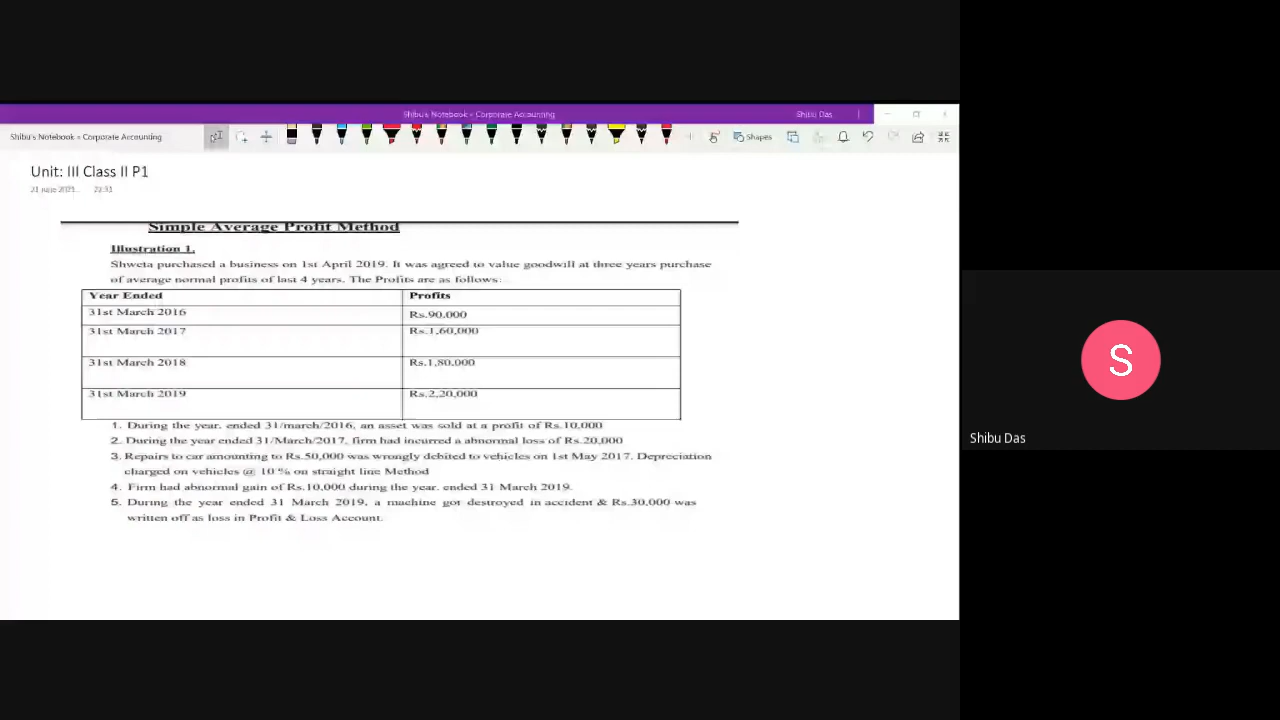 Shibu's Notebook » Corporate Accounting
Shibu Das
Shibu's Notebook » Corporate Accounting
Shapes
Unit: III Class II P1
22:31
Simple Average Profit Method
Illustration 1.
Shweta purchased a business on 1st April 2019. It was agreed to value goodwill at three years purchase
of average normal profits of last 4 years. The Profits are as follows:
Year Ended Profits
31st March 2016 Rs.90,000
31st March 2017 Rs.1,60,000
31st March 2018 Rs.1,80,000
31st March 2019 Rs.2,20,000
1. During the year. ended 31/march/2016, an asset was sold at a profit of Rs.10,000
2. During the year ended 31/March/2017, firm had incurred a abnormal loss of Rs.20,000
3. Repairs to car amounting to Rs.50,000 was wrongly debited to vehicles on 1st May 2017. Depreciation
charged on vehicles @ 10 % on straight line Method
4. Firm had abnormal gain of Rs.10,000 during the year. ended 31 March 2019.
5. During the year ended 31 March 2019, a machine got destroyed in accident & Rs.30,000 was
written off as loss in Profit & Loss Account.
S
Shibu Das